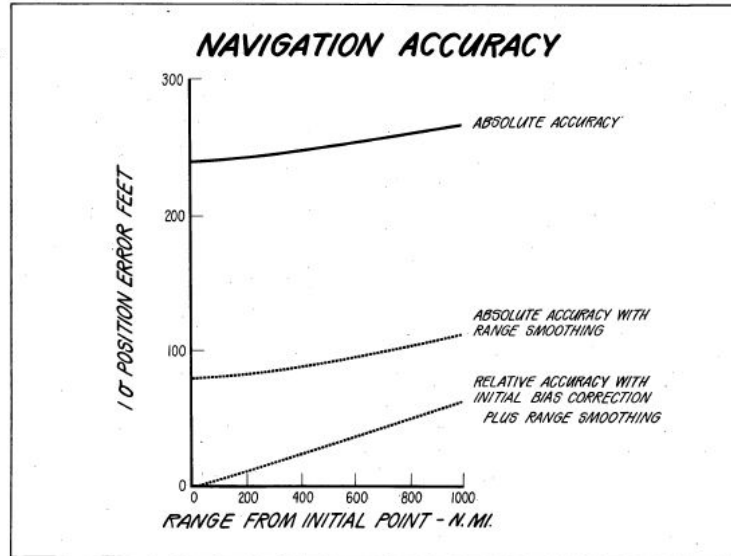 NAVIGATION ACCURACY
300
200
100
0
1 σ POSITION ERROR FEET
ABSOLUTE ACCURACY
ABSOLUTE ACCURACY WITH
RANGE SMOOTHING
RELATIVE ACCURACY WITH
INITIAL BIAS CORRECTION
PLUS RANGE SMOOTHING
0 200 400 600 800 1000
RANGE FROM INITIAL POINT - N.MI.